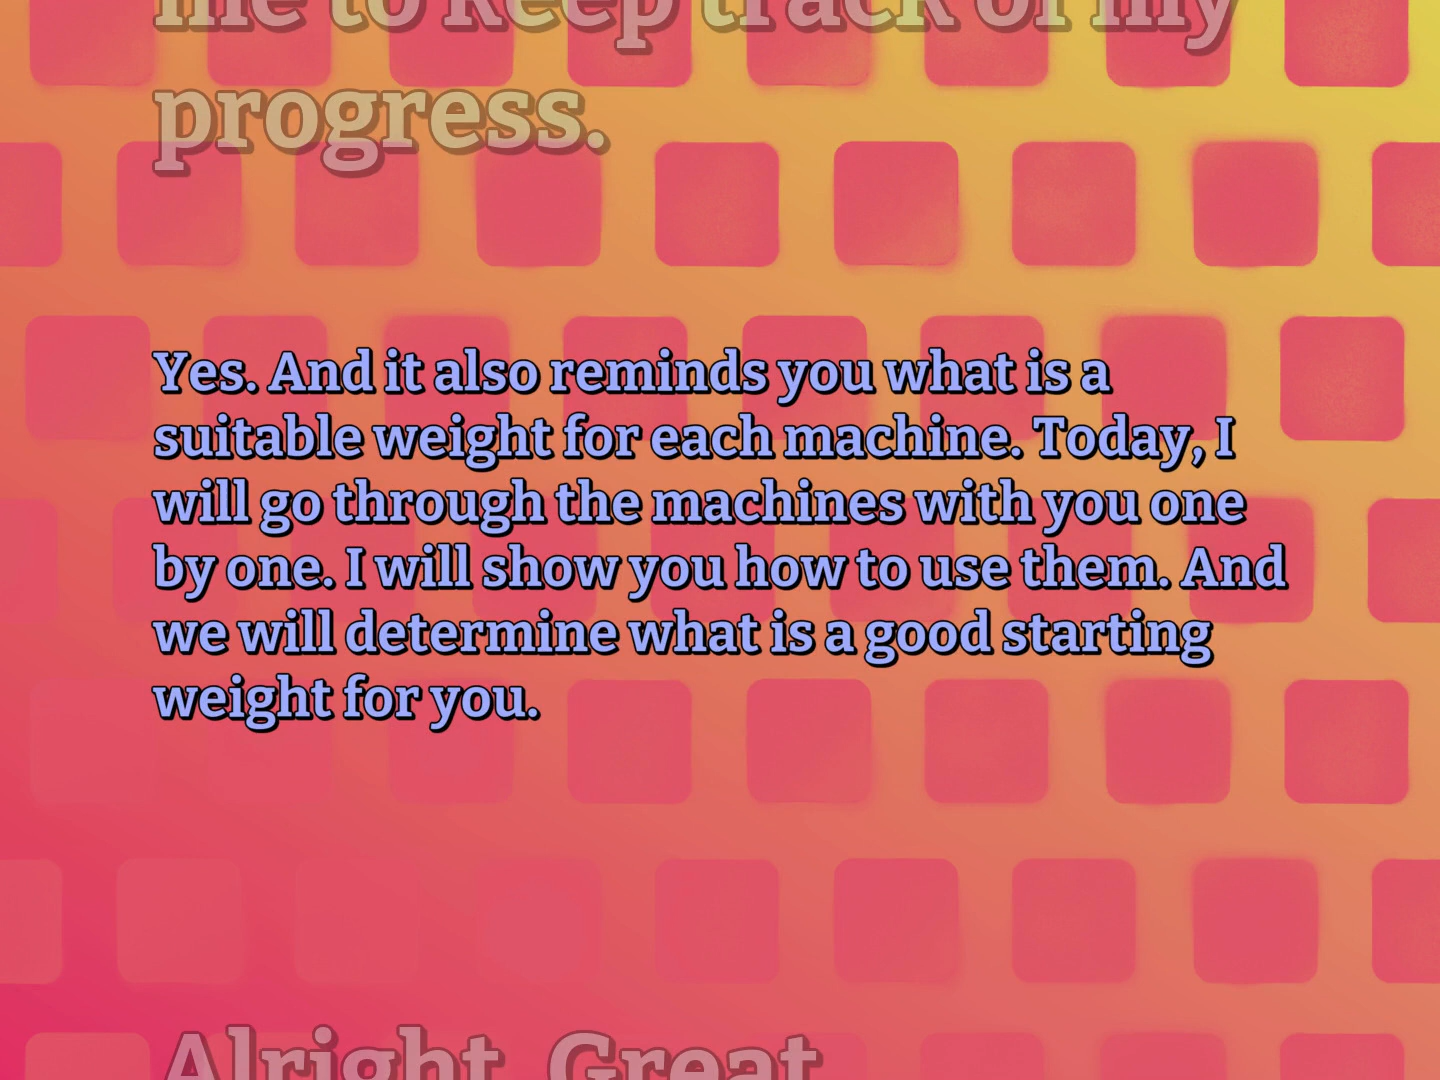 me to keep track of my
progress.
Yes. And it also reminds you what is a
suitable weight for each machine. Today, I
will go through the machines with you one
by one. I will show you how to use them. And
we will determine what is a good starting
weight for you.
Alright. Great